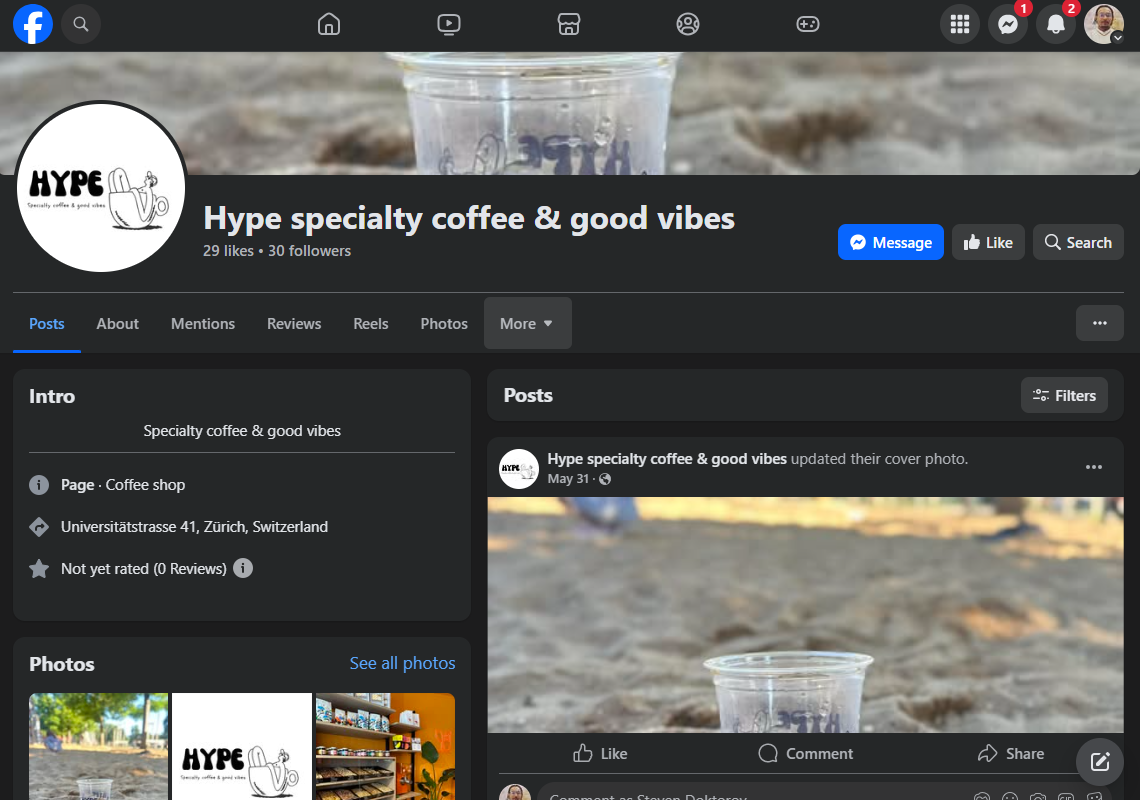 1
2
HYPE
Specialty coffee & good vibes
Hype specialty coffee & good vibes
29 likes • 30 followers
Message
Like
Search
Posts
About
Mentions
Reviews
Reels
Photos
More
Intro
Specialty coffee & good vibes
Page · Coffee shop
Universitätstrasse 41, Zürich, Switzerland
Not yet rated (0 Reviews)
Photos
See all photos
HYPE
Specialty coffee & good vibes
Posts
Filters
HYPE
Hype specialty coffee & good vibes updated their cover photo.
May 31 ·
HYPE
Like
Comment
Share
Comment as Steven Doktorov